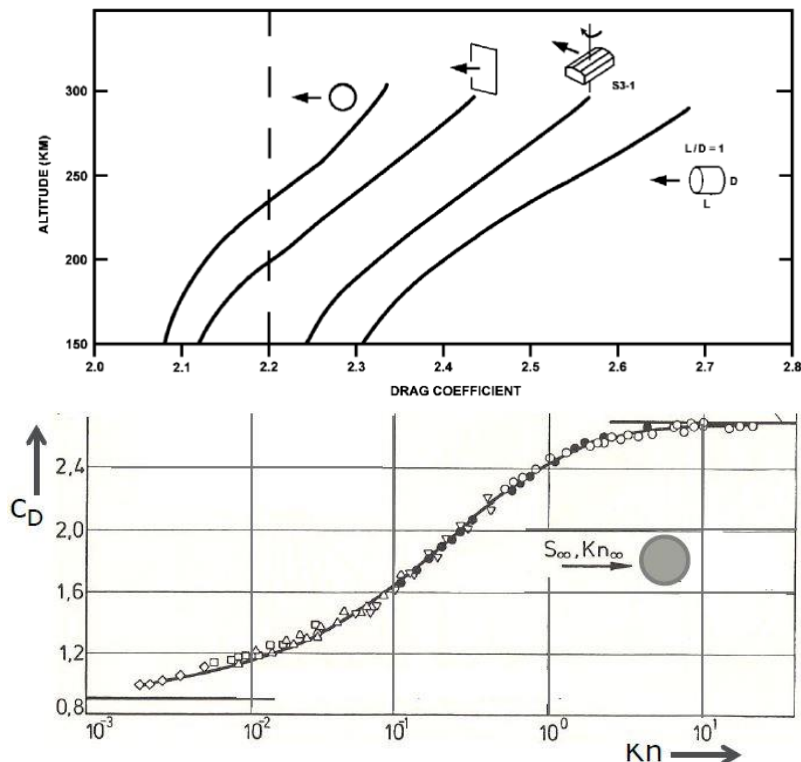 300
250
200
150
ALTITUDE (KM)
S3-1
L/D = 1
D
L
2.0 2.1 2.2 2.3 2.4 2.5 2.6 2.7 2.8
DRAG COEFFICIENT
C_D
2,4
2,0
1,6
1,2
0,8
S∞, Kn∞
10⁻³ 10⁻² 10⁻¹ 10⁰ 10¹
Kn